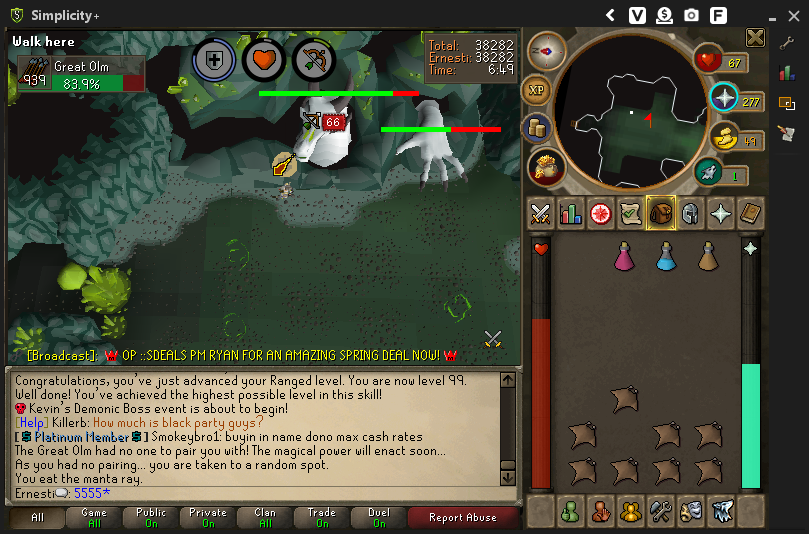 Simplicity+
Walk here
939
Great Olm
83.9%
Total: 38282
Ernesti: 38282
Time: 6:49
66
XP
67
277
49
1
[Broadcast]: OP ::SDEALS PM RYAN FOR AN AMAZING SPRING DEAL NOW!
Congratulations, you've just advanced your Ranged level. You are now level 99.
Well done! You've achieved the highest possible level in this skill!
Kevin's Demonic Boss event is about to begin!
[Help] Killerb: How much is black party guys?
[Platinum Member] Smokeybro1: buyin in name dono max cash rates
The Great Olm had no one to pair you with! The magical power will enact soon...
As you had no pairing... you are taken to a random spot.
You eat the manta ray.
Ernesti: 5555*
All
Game
All
Public
On
Private
On
Clan
All
Trade
On
Duel
On
Report Abuse